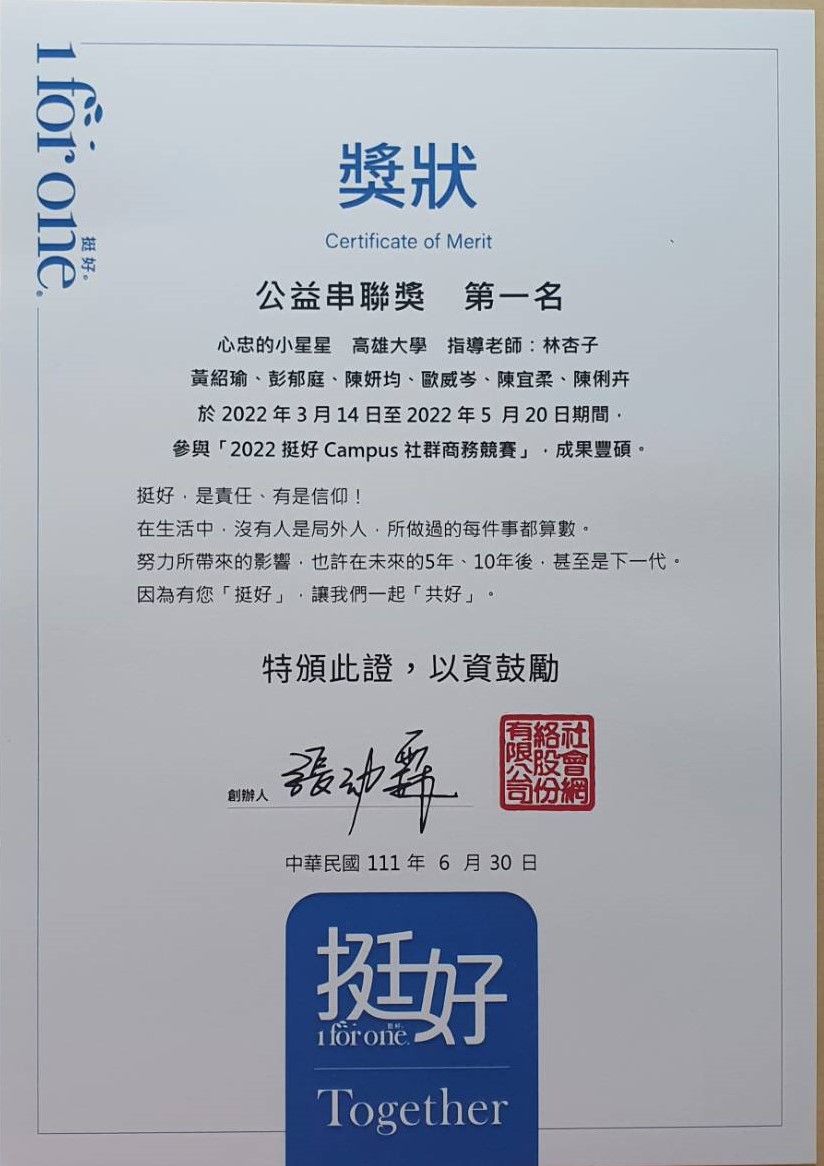 1 for one.
挺好。
獎狀
Certificate of Merit
公益串聯獎　第一名
心忠的小星星　高雄大學　指導老師：林杏子
黃紹瑜、彭郁庭、陳妍均、歐威岑、陳宜柔、陳俐卉
於 2022 年 3 月 14 日至 2022 年 5 月 20 日期間，
參與「2022 挺好 Campus 社群商務競賽」，成果豐碩。
挺好，是責任、有是信仰！
在生活中，沒有人是局外人，所做過的每件事都算數。
努力所帶來的影響，也許在未來的5年、10年後，甚至是下一代。
因為有您「挺好」，讓我們一起「共好」。
特頒此證，以資鼓勵
創辦人
社會網
絡股份
有限公司
中華民國 111 年 6 月 30 日
挺好
1 for one.
挺好。
Together